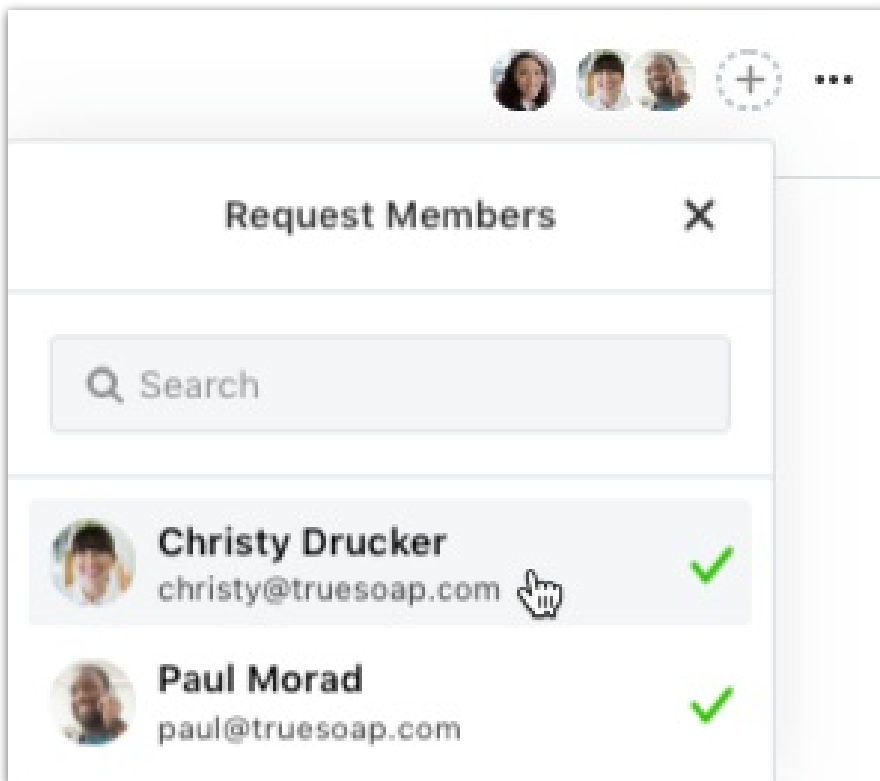 Request Members
Search
Christy Drucker
christy@truesoap.com
Paul Morad
paul@truesoap.com